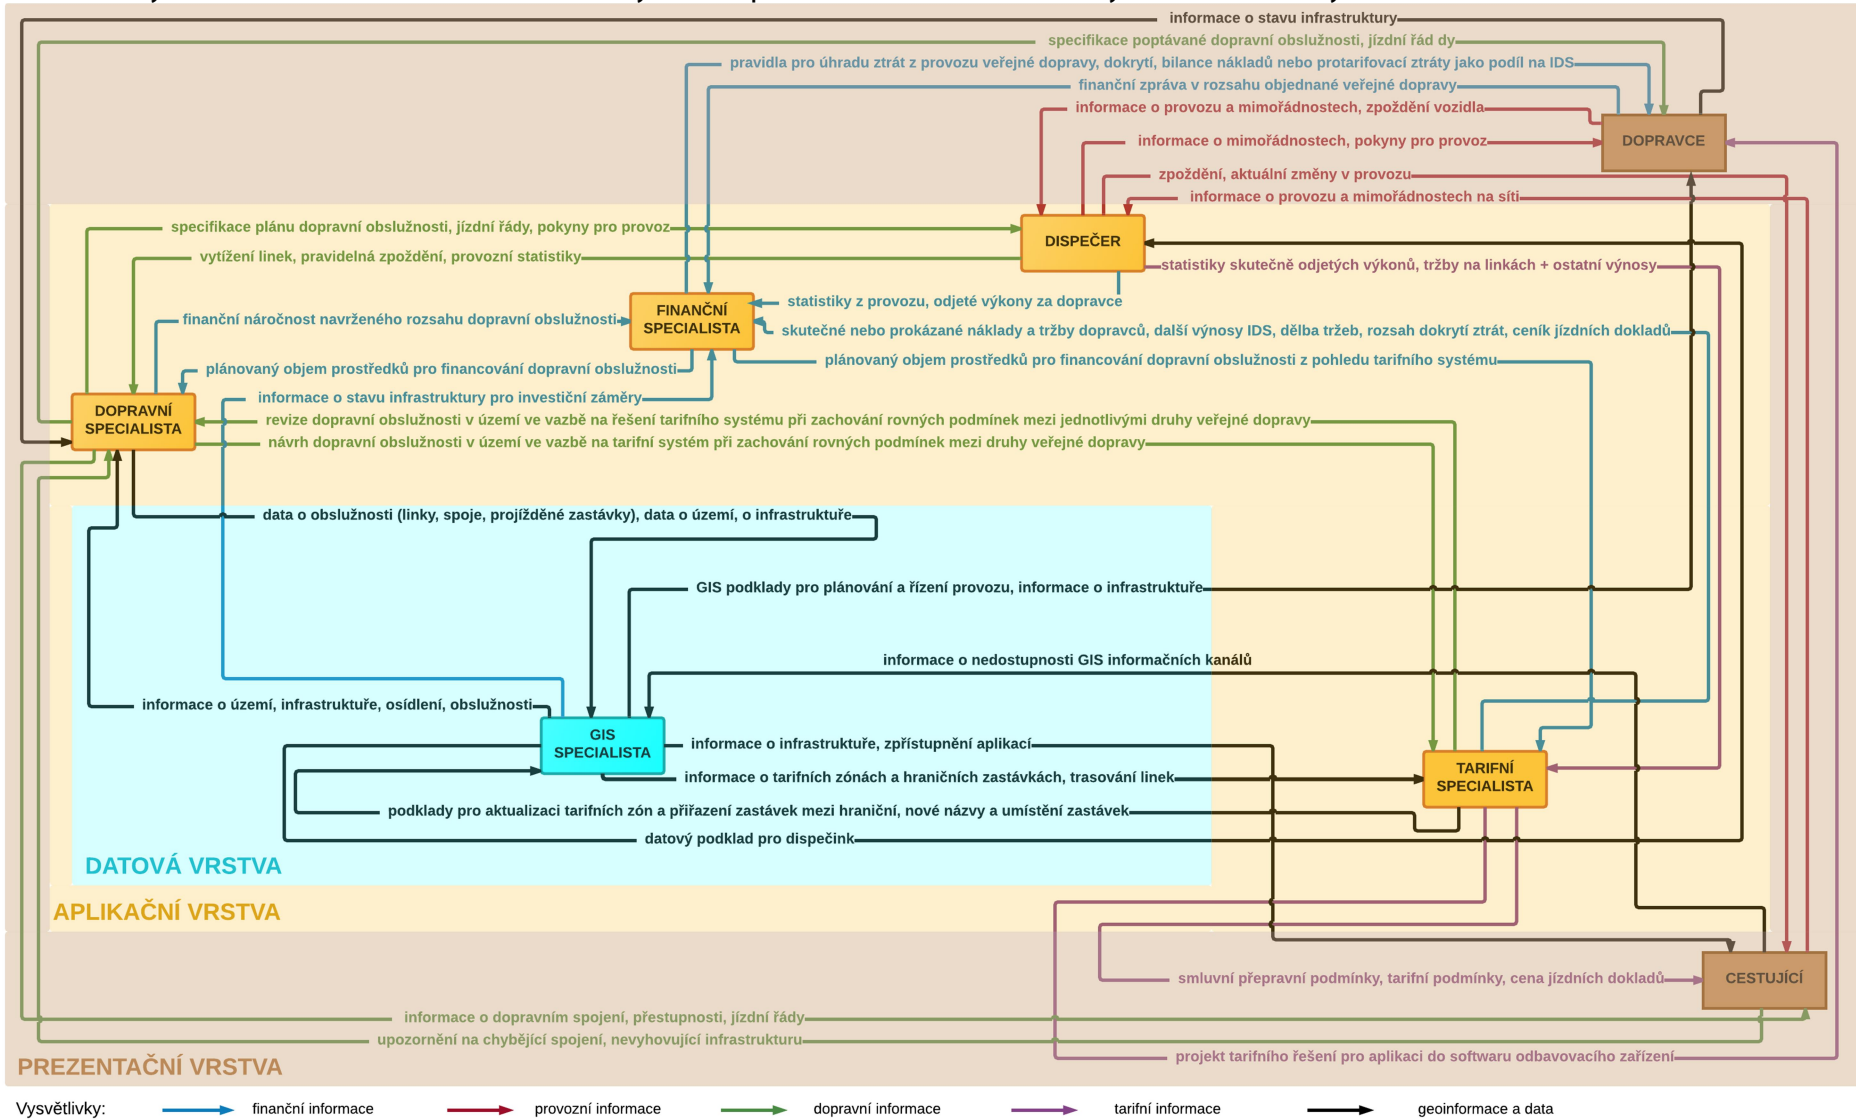 informace o stavu infrastruktury
specifikace poptávané dopravní obslužnosti, jízdní řád dy
pravidla pro úhradu ztrát z provozu veřejné dopravy, dokrytí, bilance nákladů nebo protarifovací ztráty jako podíl na IDS
finanční zpráva v rozsahu objednané veřejné dopravy
informace o provozu a mimořádnostech, zpoždění vozidla
DOPRAVCE
informace o mimořádnostech, pokyny pro provoz
zpoždění, aktuální změny v provozu
informace o provozu a mimořádnostech na síti
specifikace plánu dopravní obslužnosti, jízdní řády, pokyny pro provoz
DISPEČER
vytížení linek, pravidelná zpoždění, provozní statistiky
statistiky skutečně odjetých výkonů, tržby na linkách + ostatní výnosy
statistiky z provozu, odjeté výkony za dopravce
FINANČNÍ
SPECIALISTA
finanční náročnost navrženého rozsahu dopravní obslužnosti
skutečné nebo prokázané náklady a tržby dopravců, další výnosy IDS, dělba tržeb, rozsah dokrytí ztrát, ceník jízdních dokladů
plánovaný objem prostředků pro financování dopravní obslužnosti z pohledu tarifního systému
plánovaný objem prostředků pro financování dopravní obslužnosti
informace o stavu infrastruktury pro investiční záměry
DOPRAVNÍ
SPECIALISTA
revize dopravní obslužnosti v území ve vazbě na řešení tarifního systému při zachování rovných podmínek mezi jednotlivými druhy veřejné dopravy
návrh dopravní obslužnosti v území ve vazbě na tarifní systém při zachování rovných podmínek mezi druhy veřejné dopravy
data o obslužnosti (linky, spoje, projížděné zastávky), data o území, o infrastruktuře
GIS podklady pro plánování a řízení provozu, informace o infrastruktuře
informace o nedostupnosti GIS informačních kanálů
informace o území, infrastruktuře, osídlení, obslužnosti
GIS
SPECIALISTA
informace o infrastruktuře, zpřístupnění aplikací
informace o tarifních zónách a hraničních zastávkách, trasování linek
TARIFNÍ
SPECIALISTA
podklady pro aktualizaci tarifních zón a přiřazení zastávek mezi hraniční, nové názvy a umístění zastávek
datový podklad pro dispečink
DATOVÁ VRSTVA
APLIKAČNÍ VRSTVA
smluvní přepravní podmínky, tarifní podmínky, cena jízdních dokladů
CESTUJÍCÍ
informace o dopravním spojení, přestupnosti, jízdní řády
upozornění na chybějící spojení, nevyhovující infrastrukturu
projekt tarifního řešení pro aplikaci do softwaru odbavovacího zařízení
PREZENTAČNÍ VRSTVA
Vysvětlivky: finanční informace provozní informace dopravní informace tarifní informace geoinformace a data